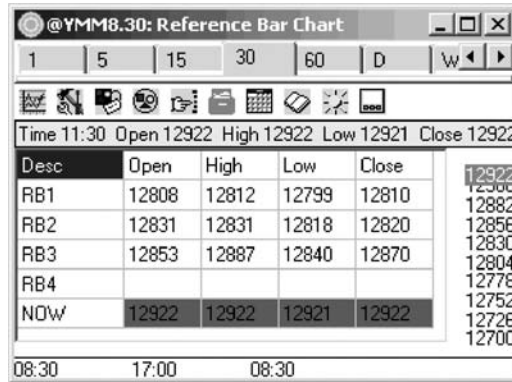 @YMM8.30: Reference Bar Chart
1 5 15 30 60 D W
Time 11:30 Open 12922 High 12922 Low 12921 Close 12922
Desc Open High Low Close
RB1 12808 12812 12799 12810
RB2 12831 12831 12818 12820
RB3 12853 12887 12840 12870
RB4
NOW 12922 12922 12921 12922
12922
12882
12856
12830
12804
12778
12752
12726
12700
08:30 17:00 08:30